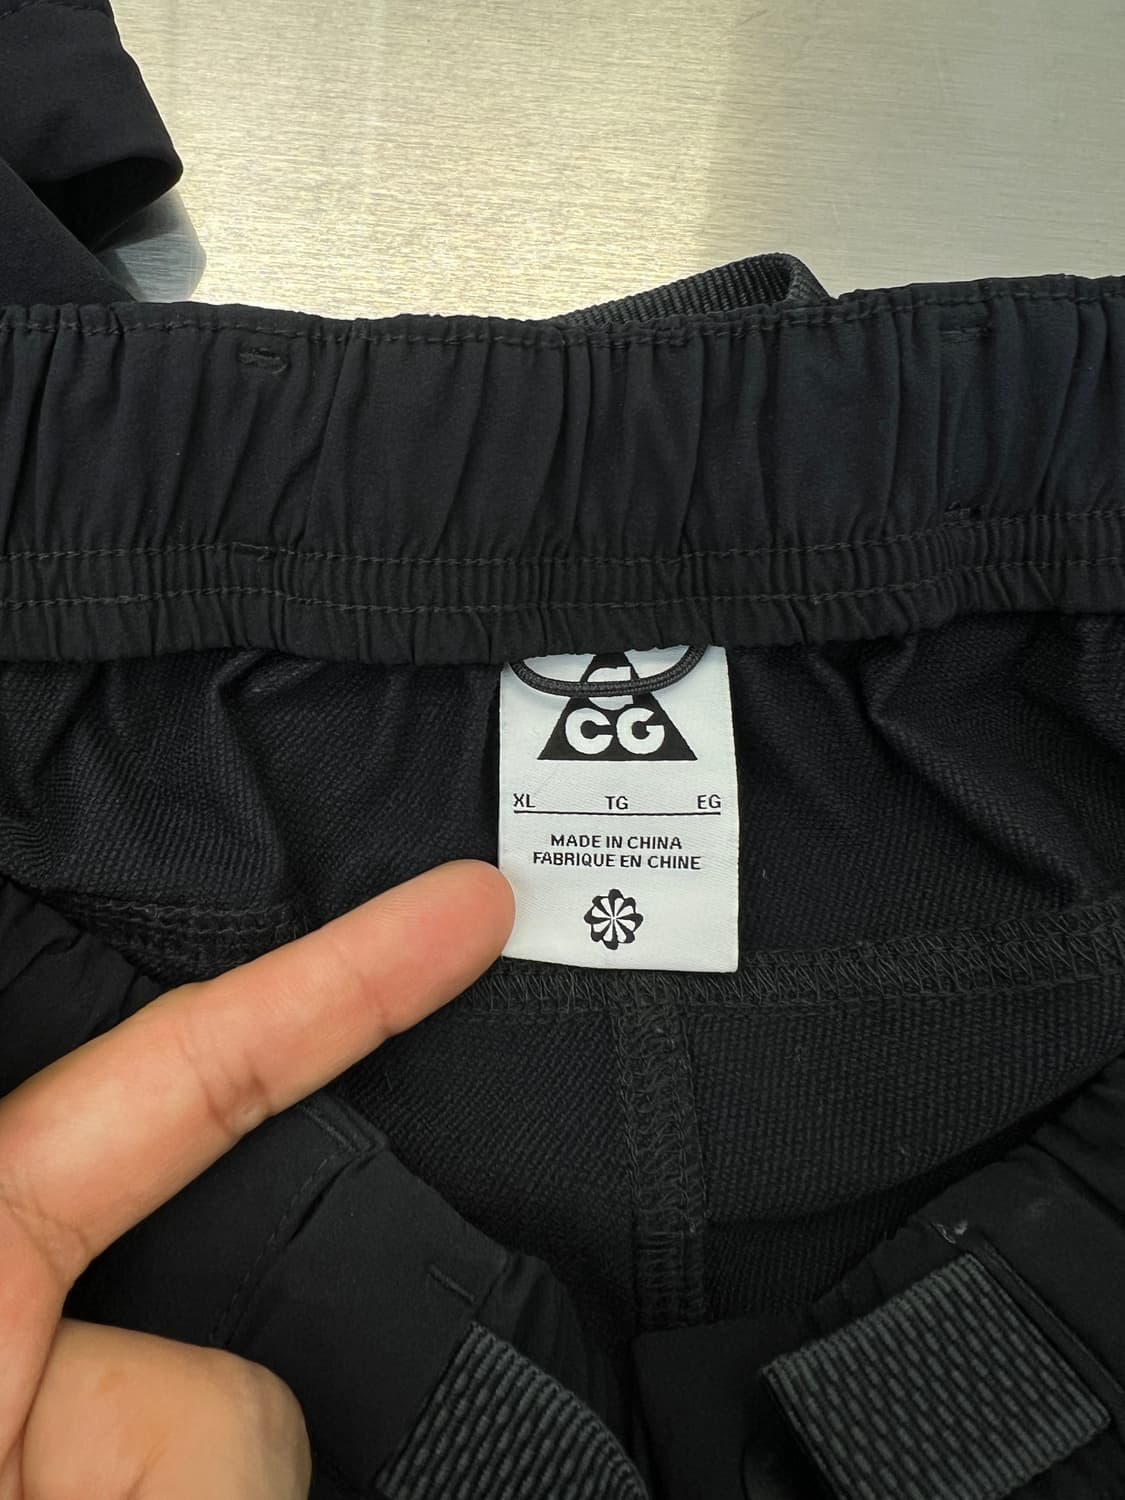 CG
XL TG EG
MADE IN CHINA
FABRIQUE EN CHINE